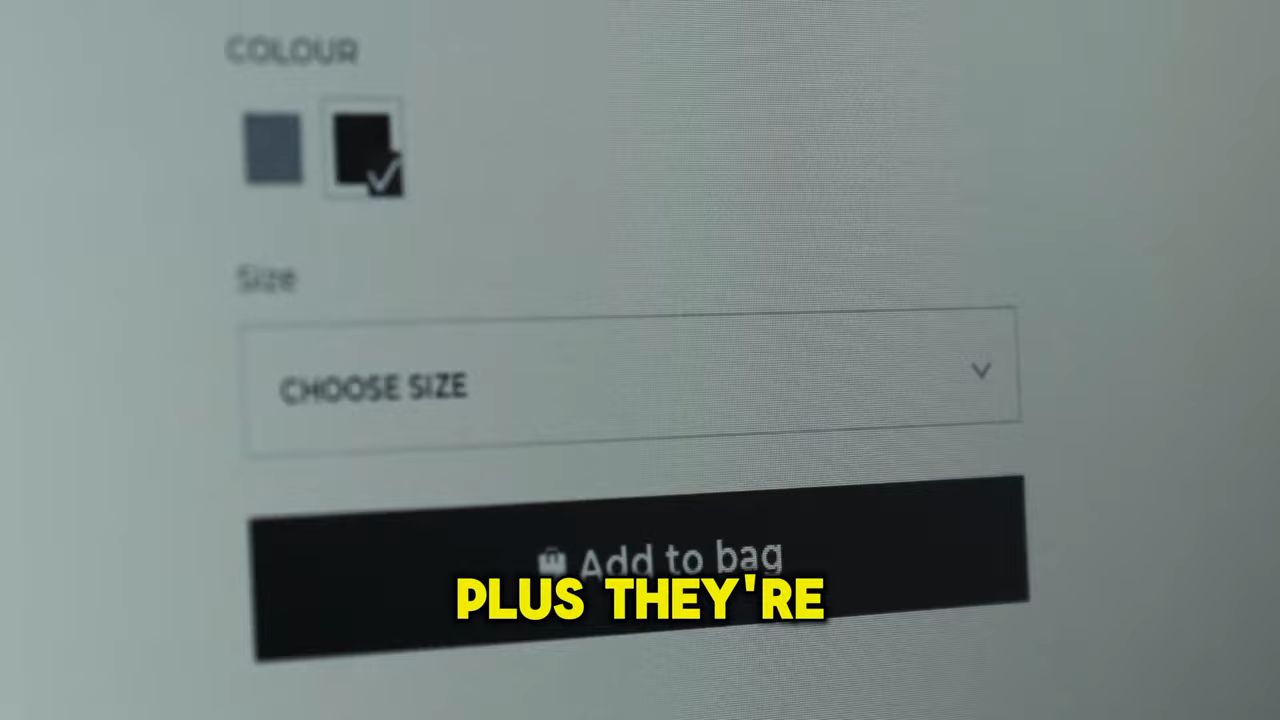 COLOUR
Size
CHOOSE SIZE
Add to bag
PLUS THEY'RE